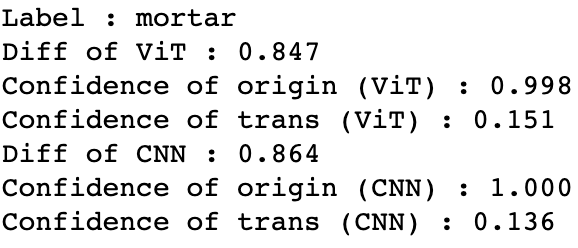 Label : mortar
Diff of ViT : 0.847
Confidence of origin (ViT) : 0.998
Confidence of trans (ViT) : 0.151
Diff of CNN : 0.864
Confidence of origin (CNN) : 1.000
Confidence of trans (CNN) : 0.136